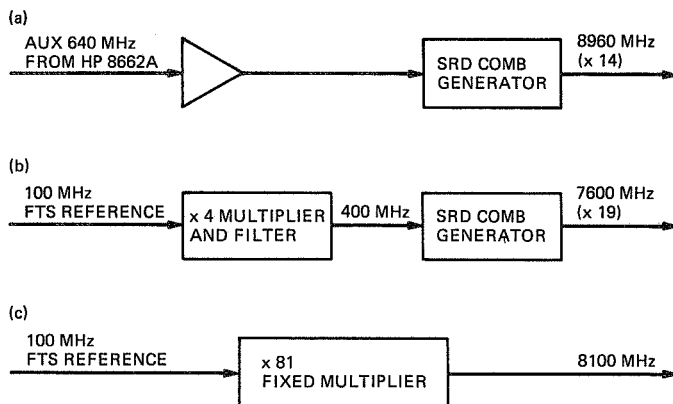 (a)
AUX 640 MHz
FROM HP 8662A
SRD COMB
GENERATOR
8960 MHz
(x 14)
(b)
100 MHz
FTS REFERENCE
x 4 MULTIPLIER
AND FILTER
400 MHz
SRD COMB
GENERATOR
7600 MHz
(x 19)
(c)
100 MHz
FTS REFERENCE
x 81
FIXED MULTIPLIER
8100 MHz